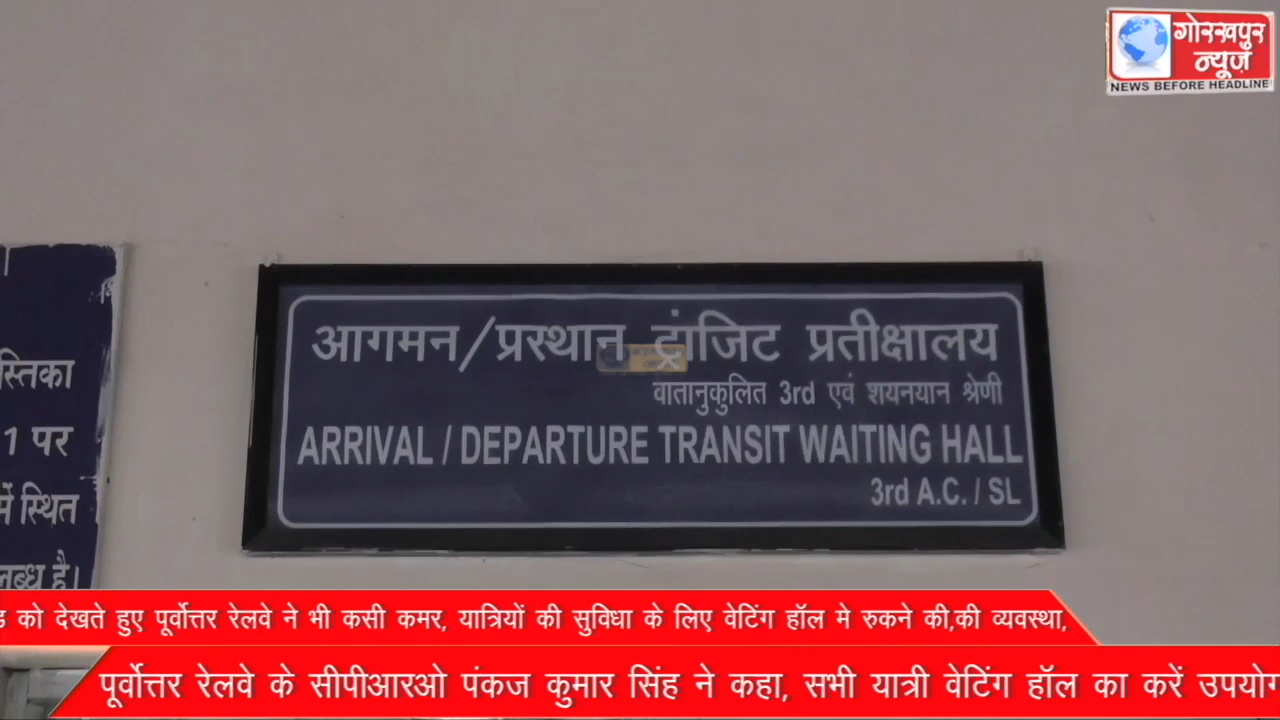 गोरखपुर
न्यूज़
NEWS BEFORE HEADLINE
स्तिका
1 पर
में स्थित
है।
आगमन/प्रस्थान ट्रांजिट प्रतीक्षालय
वातानुकुलित 3rd एवं शयनयान श्रेणी
ARRIVAL / DEPARTURE TRANSIT WAITING HALL
3rd A.C. / SL
को देखते हुए पूर्वोत्तर रेलवे ने भी कसी कमर, यात्रियों की सुविधा के लिए वेटिंग हॉल मे रुकने की,की व्यवस्था,
पूर्वोत्तर रेलवे के सीपीआरओ पंकज कुमार सिंह ने कहा, सभी यात्री वेटिंग हॉल का करें उपयोग